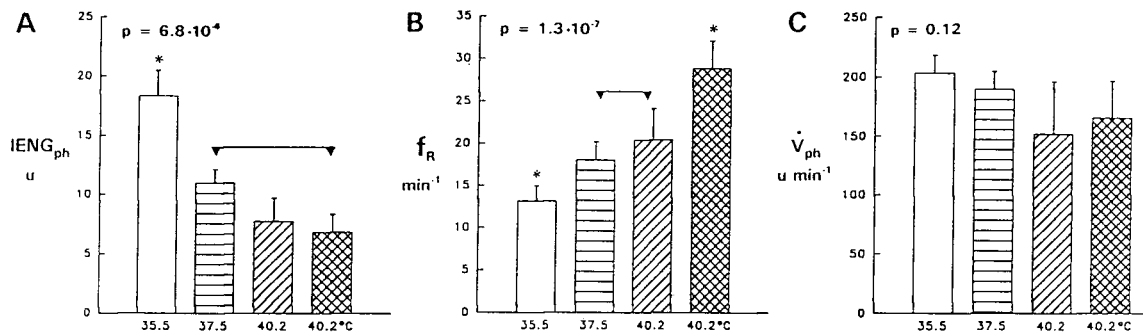 A
p = 6.8·10⁻⁴
25
20
15
10
5
0
IENGph
u
*
35.5 37.5 40.2 40.2°C
B
p = 1.3·10⁻⁷
35
30
25
20
15
10
5
0
fR
min⁻¹
*
*
35.5 37.5 40.2 40.2°C
C
p = 0.12
250
200
150
100
50
0
V̇ph
u min⁻¹
35.5 37.5 40.2 40.2°C